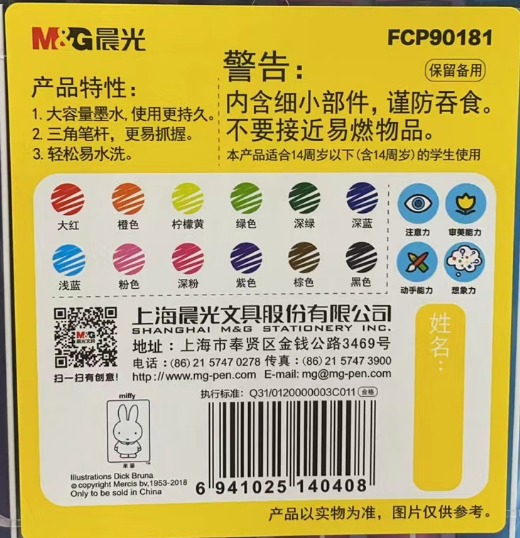 M&G晨光
FCP90181
产品特性：
1. 大容量墨水，使用更持久。
2. 三角笔杆，更易抓握。
3. 轻松易水洗。
警告：
保留备用
内含细小部件，谨防吞食。
不要接近易燃物品。
本产品适合14周岁以下(含14周岁)的学生使用
大红 橙色 柠檬黄 绿色 深绿 深蓝
浅蓝 粉色 深粉 紫色 棕色 黑色
注意力 审美能力
动手能力 想象力
M&G
晨光文具
扫一扫有创意！
上海晨光文具股份有限公司
SHANGHAI M&G STATIONERY INC.
地址：上海市奉贤区金钱公路3469号
电话：(86) 21 5747 0278 传真：(86) 21 5747 3900
http://www.mg-pen.com E-mail: mg@mg-pen.com
姓名：
miffy
米菲
Illustrations Dick Bruna
© copyright Mercis bv,1953-2018
Only to be sold in China
执行标准：Q31/0120000003C011 合格
6 941025 140408
产品以实物为准，图片仅供参考。